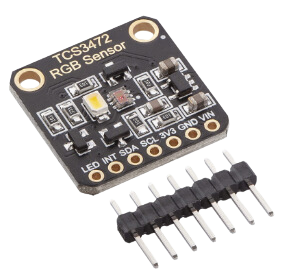 TCS3472
RGB Sensor
LED INT SDA SCL 3V3 GND VIN